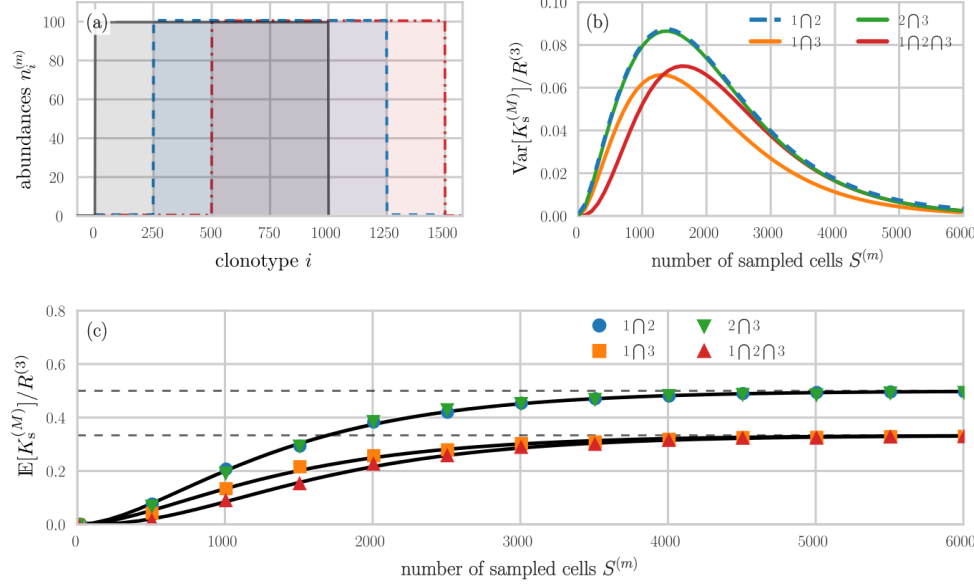 (a)
abundances $n_i^{(m)}$
100
80
60
40
20
0
0 250 500 750 1000 1250 1500
clonotype $i$
(b)
1⋂2 2⋂3
1⋂3 1⋂2⋂3
Var[$K_s^{(M)}$]/$R^{(3)}$
0.10
0.08
0.06
0.04
0.02
0.00
0 1000 2000 3000 4000 5000 6000
number of sampled cells $S^{(m)}$
(c)
1⋂2 2⋂3
1⋂3 1⋂2⋂3
𝔼[$K_s^{(M)}$]/$R^{(3)}$
0.8
0.6
0.4
0.2
0.0
0 1000 2000 3000 4000 5000 6000
number of sampled cells $S^{(m)}$